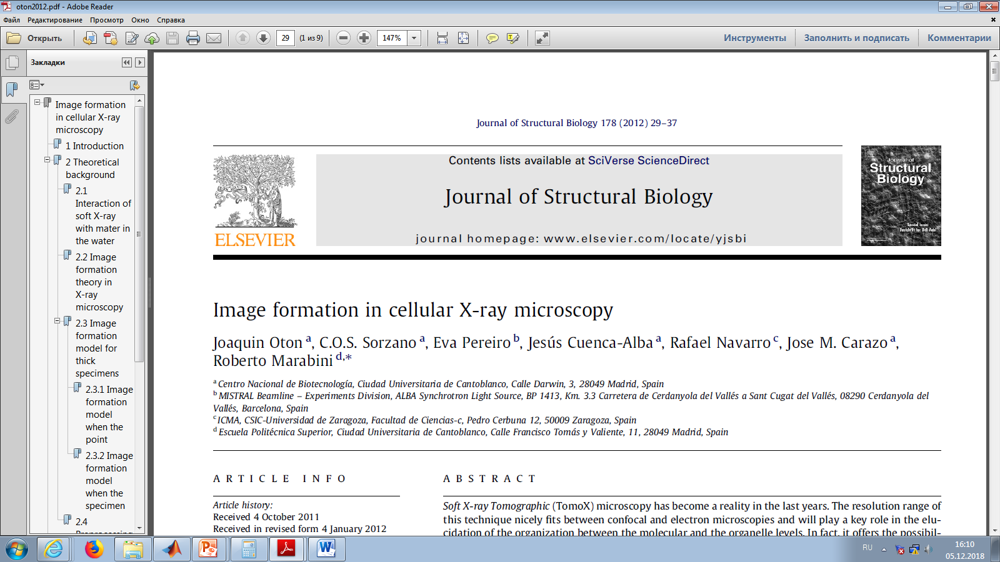 oton2012.pdf - Adobe Reader
Файл Редактирование Просмотр Окно Справка
Открыть 29 (1 из 9) 147% Инструменты Заполнить и подписать Комментарии
Закладки
Image formation
in cellular X-ray
microscopy
1 Introduction
2 Theoretical
background
2.1
Interaction of
soft X-ray
with mater in
the water
2.2 Image
formation
theory in
X-ray
microscopy
2.3 Image
formation
model for
thick
specimens
2.3.1 Image
formation
model
when the
point
2.3.2 Image
formation
model
when the
specimen
2.4
Preprocessing
Journal of Structural Biology 178 (2012) 29–37
Contents lists available at SciVerse ScienceDirect
Journal of Structural Biology
journal homepage: www.elsevier.com/locate/yjsbi
ELSEVIER
Journal of
Structural
Biology
Special Issue:
Festschrift for Ueli Aebi
Image formation in cellular X-ray microscopy
Joaquin Oton a, C.O.S. Sorzano a, Eva Pereiro b, Jesús Cuenca-Alba a, Rafael Navarro c, Jose M. Carazo a,
Roberto Marabini d,*
a Centro Nacional de Biotecnología, Ciudad Universitaria de Cantoblanco, Calle Darwin, 3, 28049 Madrid, Spain
b MISTRAL Beamline – Experiments Division, ALBA Synchrotron Light Source, BP 1413, Km. 3.3 Carretera de Cerdanyola del Vallés a Sant Cugat del Vallés, 08290 Cerdanyola del
Vallés, Barcelona, Spain
c ICMA, CSIC-Universidad de Zaragoza, Facultad de Ciencias-c, Pedro Cerbuna 12, 50009 Zaragoza, Spain
d Escuela Politécnica Superior, Ciudad Universitaria de Cantoblanco, Calle Francisco Tomás y Valiente, 11, 28049 Madrid, Spain
ARTICLE INFO
Article history:
Received 4 October 2011
Received in revised form 4 January 2012
ABSTRACT
Soft X-ray Tomographic (TomoX) microscopy has become a reality in the last years. The resolution range of
this technique nicely fits between confocal and electron microscopies and will play a key role in the elu-
cidation of the organization between the molecular and the organelle levels. In fact, it offers the possibil-
RU
16:10
05.12.2018